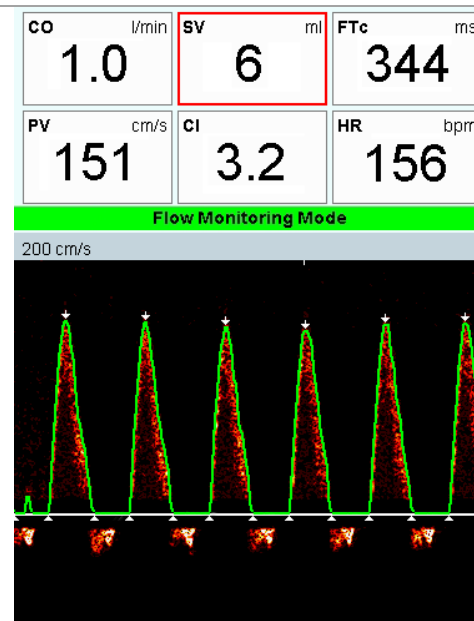 CO l/min SV ml FTc ms
1.0 6 344
PV cm/s CI HR bpm
151 3.2 156
Flow Monitoring Mode
200 cm/s